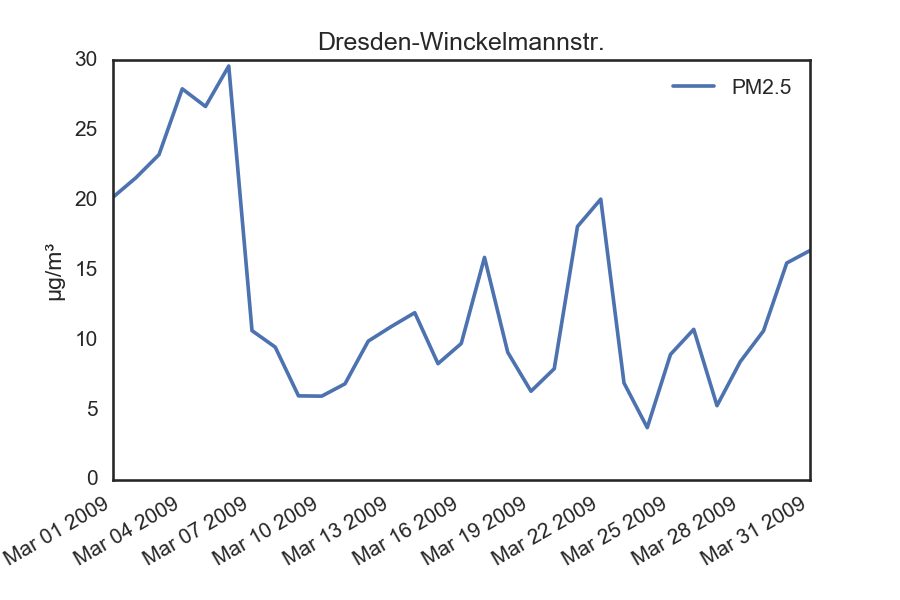 Dresden-Winckelmannstr.
30
25
20
15
10
5
0
µg/m³
PM2.5
Mar 01 2009
Mar 04 2009
Mar 07 2009
Mar 10 2009
Mar 13 2009
Mar 16 2009
Mar 19 2009
Mar 22 2009
Mar 25 2009
Mar 28 2009
Mar 31 2009